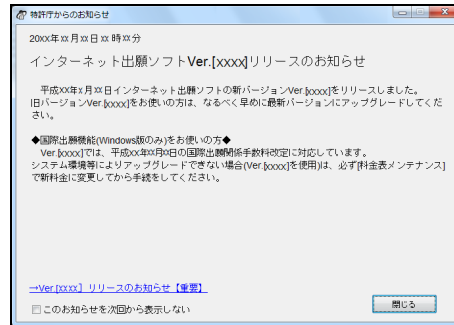 特許庁からのお知らせ
20xx年xx月xx日xx時xx分
インターネット出願ソフトVer.[xxxx]リリースのお知らせ
平成xx年x月xx日インターネット出願ソフトの新バージョンVer.[xxxx]をリリースしました。
旧バージョンVer.[xxxx]をお使いの方は、なるべく早めに最新バージョンにアップグレードしてくだ
さい。
◆国際出願機能(Windows版のみ)をお使いの方◆
Ver.[xxxx]では、平成xx年xx月xx日の国際出願関係手数料改定に対応しています。
システム環境等によりアップグレードできない場合(Ver.[xxxx]を使用)は、必ず[料金表メンテナンス]
で新料金に変更してから手続をしてください。
→Ver.[xxxx] リリースのお知らせ【重要】
このお知らせを次回から表示しない
閉じる